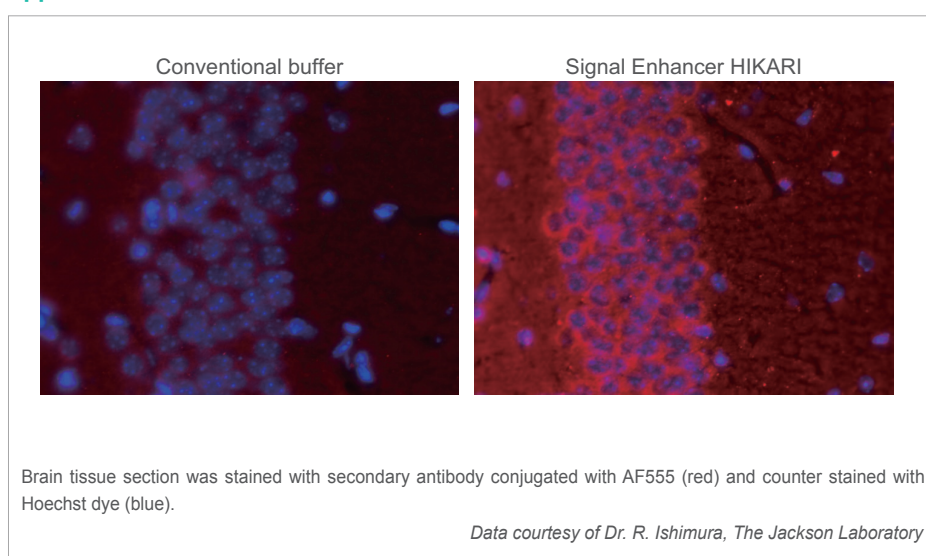 Conventional buffer
Signal Enhancer HIKARI
Brain tissue section was stained with secondary antibody conjugated with AF555 (red) and counter stained with
Hoechst dye (blue).
Data courtesy of Dr. R. Ishimura, The Jackson Laboratory